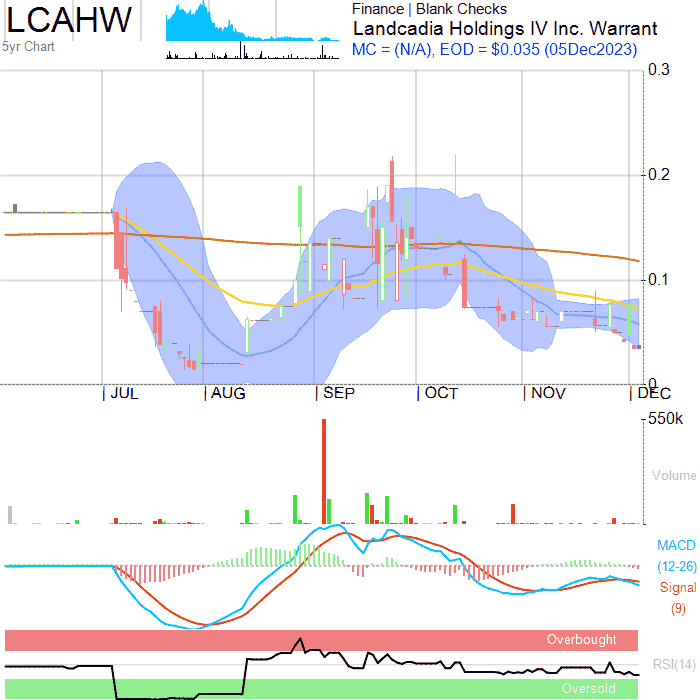 LCAHW
5yr Chart
Finance | Blank Checks
Landcadia Holdings IV Inc. Warrant
MC = (N/A), EOD = $0.035 (05Dec2023)
0.3
0.2
0.1
0
JUL AUG SEP OCT NOV DEC
550k
Volume
MACD
(12-26)
Signal
(9)
Overbought
RSI(14)
Oversold